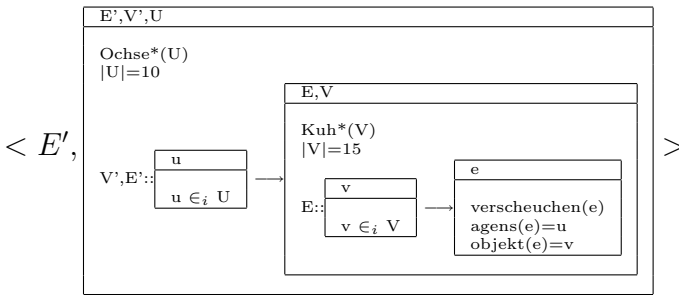 E',V',U
Ochse*(U)
|U|=10
E,V
Kuh*(V)
|V|=15
< E′, >
u
e
V',E':: ⟶
v
u ∈ᵢ U
E:: ⟶
verscheuchen(e)
v ∈ᵢ V
agens(e)=u
objekt(e)=v